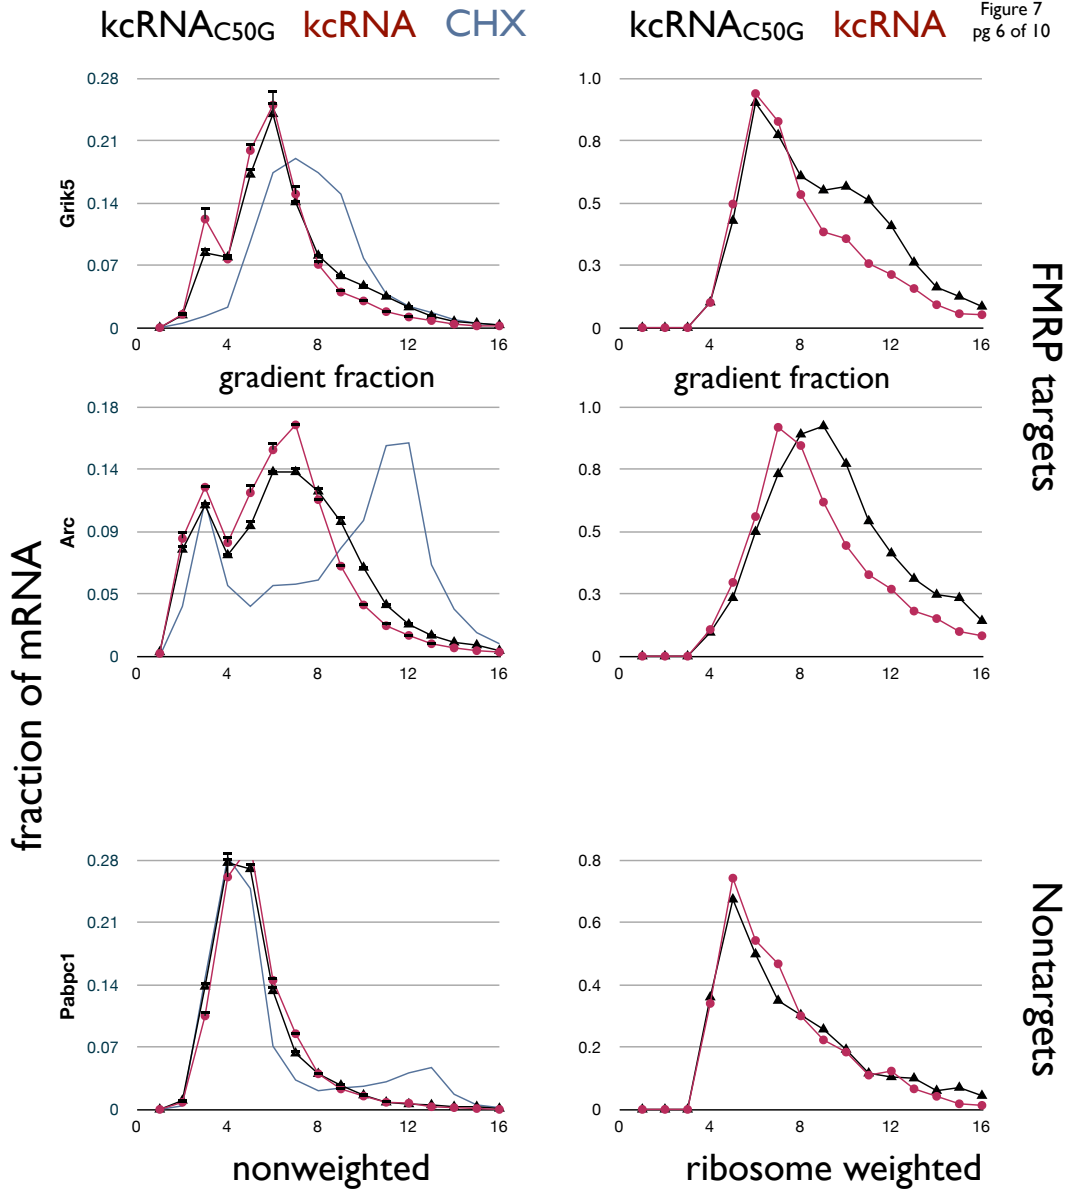 kcRNAC50G kcRNA CHX
kcRNAC50G kcRNA
Figure 7
pg 6 of 10
0.28
0.21
0.14
0.07
0
Grik5
0 4 8 12 16
gradient fraction
1.0
0.8
0.5
0.3
0
0 4 8 12 16
gradient fraction
FMRP targets
0.18
0.14
0.09
0.05
0
Arc
0 4 8 12 16
1.0
0.8
0.5
0.3
0
0 4 8 12 16
fraction of mRNA
0.28
0.21
0.14
0.07
0
Pabpc1
0 4 8 12 16
nonweighted
0.8
0.6
0.4
0.2
0
0 4 8 12 16
ribosome weighted
Nontargets